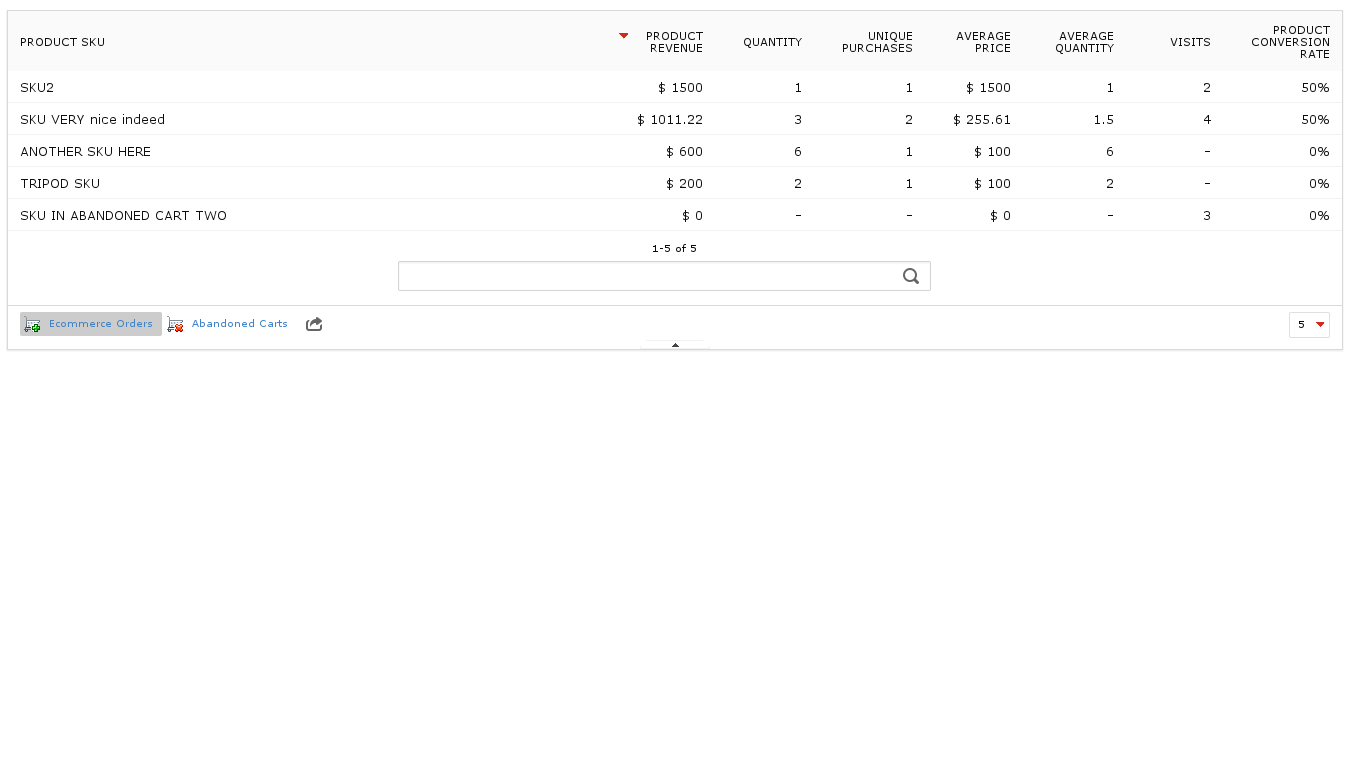 PRODUCT SKU PRODUCT REVENUE QUANTITY UNIQUE PURCHASES AVERAGE PRICE AVERAGE QUANTITY VISITS PRODUCT CONVERSION RATE
SKU2 $ 1500 1 1 $ 1500 1 2 50%
SKU VERY nice indeed $ 1011.22 3 2 $ 255.61 1.5 4 50%
ANOTHER SKU HERE $ 600 6 1 $ 100 6 - 0%
TRIPOD SKU $ 200 2 1 $ 100 2 - 0%
SKU IN ABANDONED CART TWO $ 0 - - $ 0 - 3 0%
1-5 of 5
Ecommerce Orders Abandoned Carts 5